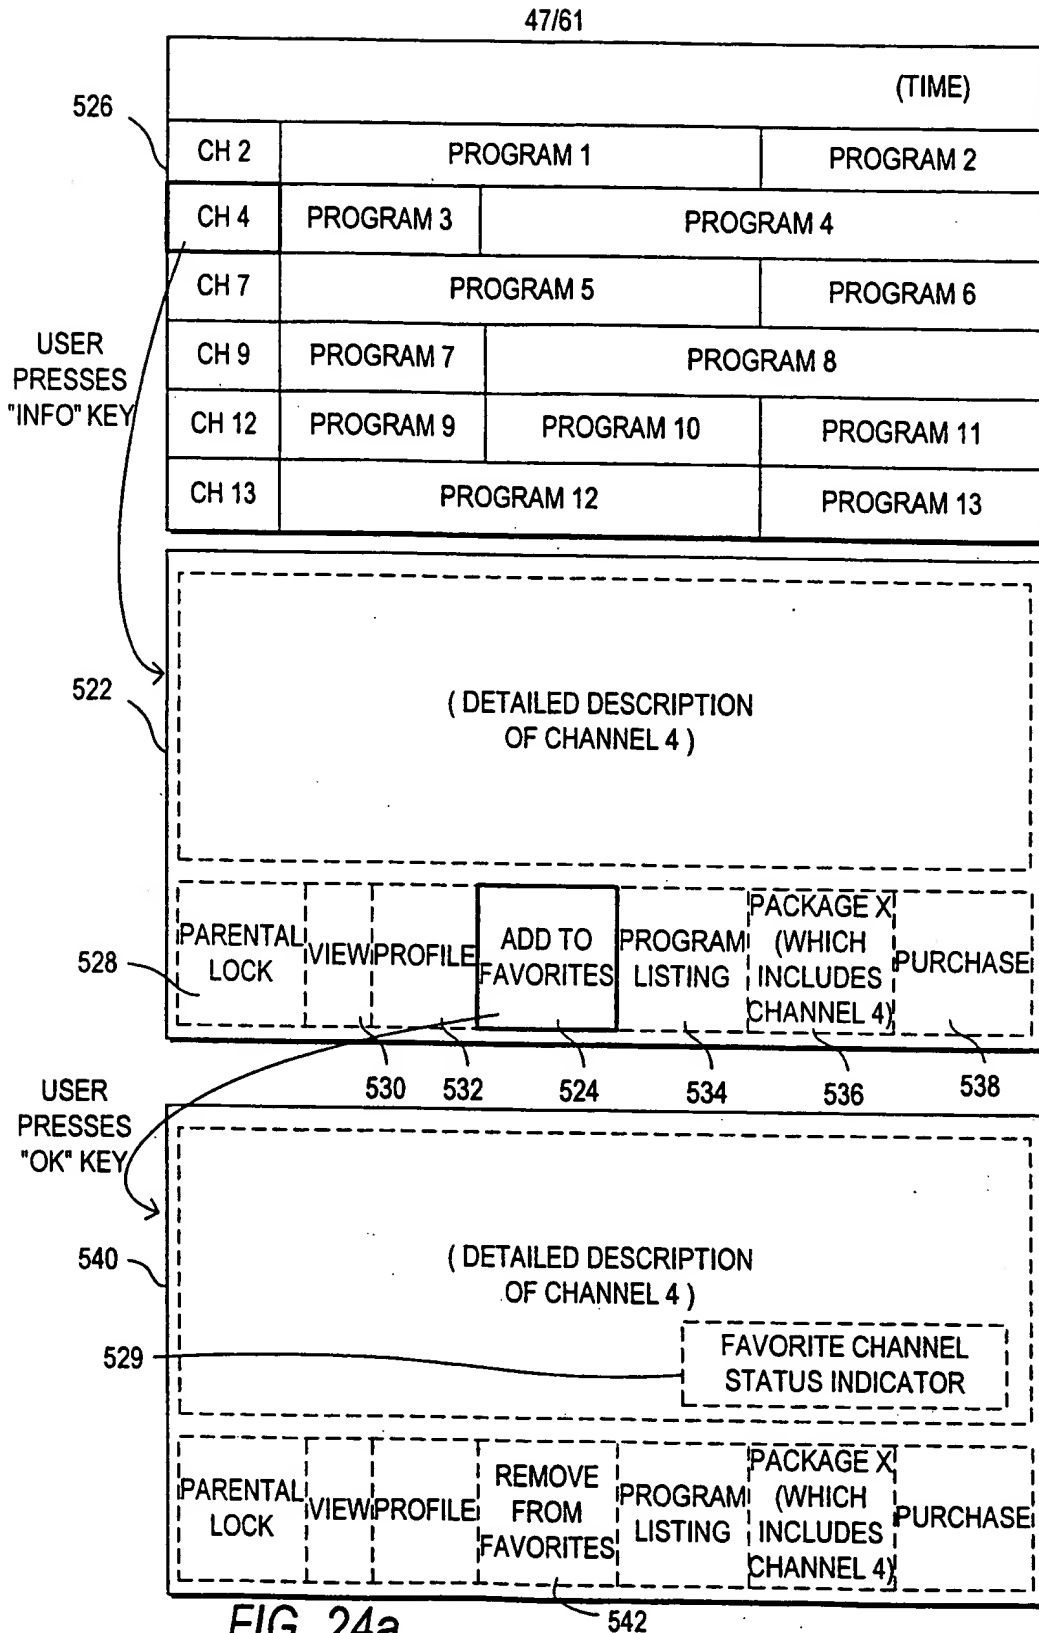 47/61
(TIME)
526
CH 2 PROGRAM 1 PROGRAM 2
CH 4 PROGRAM 3 PROGRAM 4
CH 7 PROGRAM 5 PROGRAM 6
USER
PRESSES
"INFO" KEY
CH 9 PROGRAM 7 PROGRAM 8
CH 12 PROGRAM 9 PROGRAM 10 PROGRAM 11
CH 13 PROGRAM 12 PROGRAM 13
522
( DETAILED DESCRIPTION
OF CHANNEL 4 )
528
PARENTAL
LOCK
VIEW
PROFILE
ADD TO
FAVORITES
PROGRAM
LISTING
PACKAGE X
(WHICH
INCLUDES
CHANNEL 4)
PURCHASE
530 532 524 534 536 538
USER
PRESSES
"OK" KEY
540
( DETAILED DESCRIPTION
OF CHANNEL 4 )
529
FAVORITE CHANNEL
STATUS INDICATOR
PARENTAL
LOCK
VIEW
PROFILE
REMOVE
FROM
FAVORITES
PROGRAM
LISTING
PACKAGE X
(WHICH
INCLUDES
CHANNEL 4)
PURCHASE
542
FIG. 24a